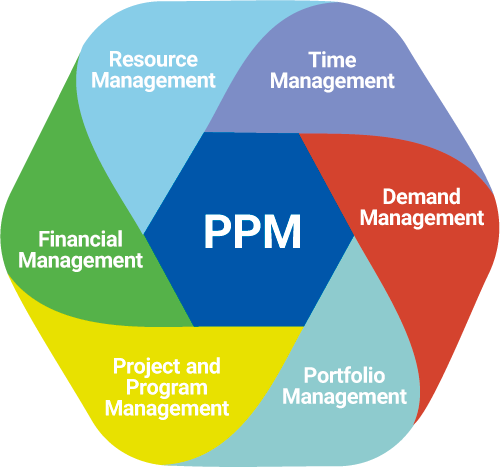 Resource
Management
Time
Management
Demand
Management
PPM
Financial
Management
Project and
Program
Management
Portfolio
Management